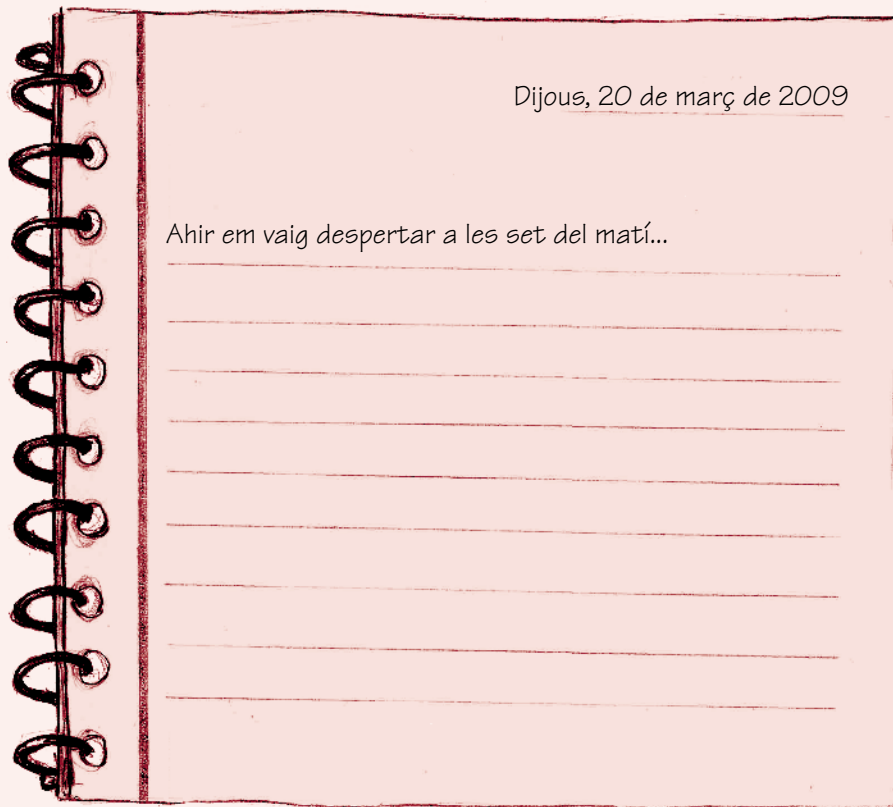 Dijous, 20 de març de 2009
Ahir em vaig despertar a les set del matí...